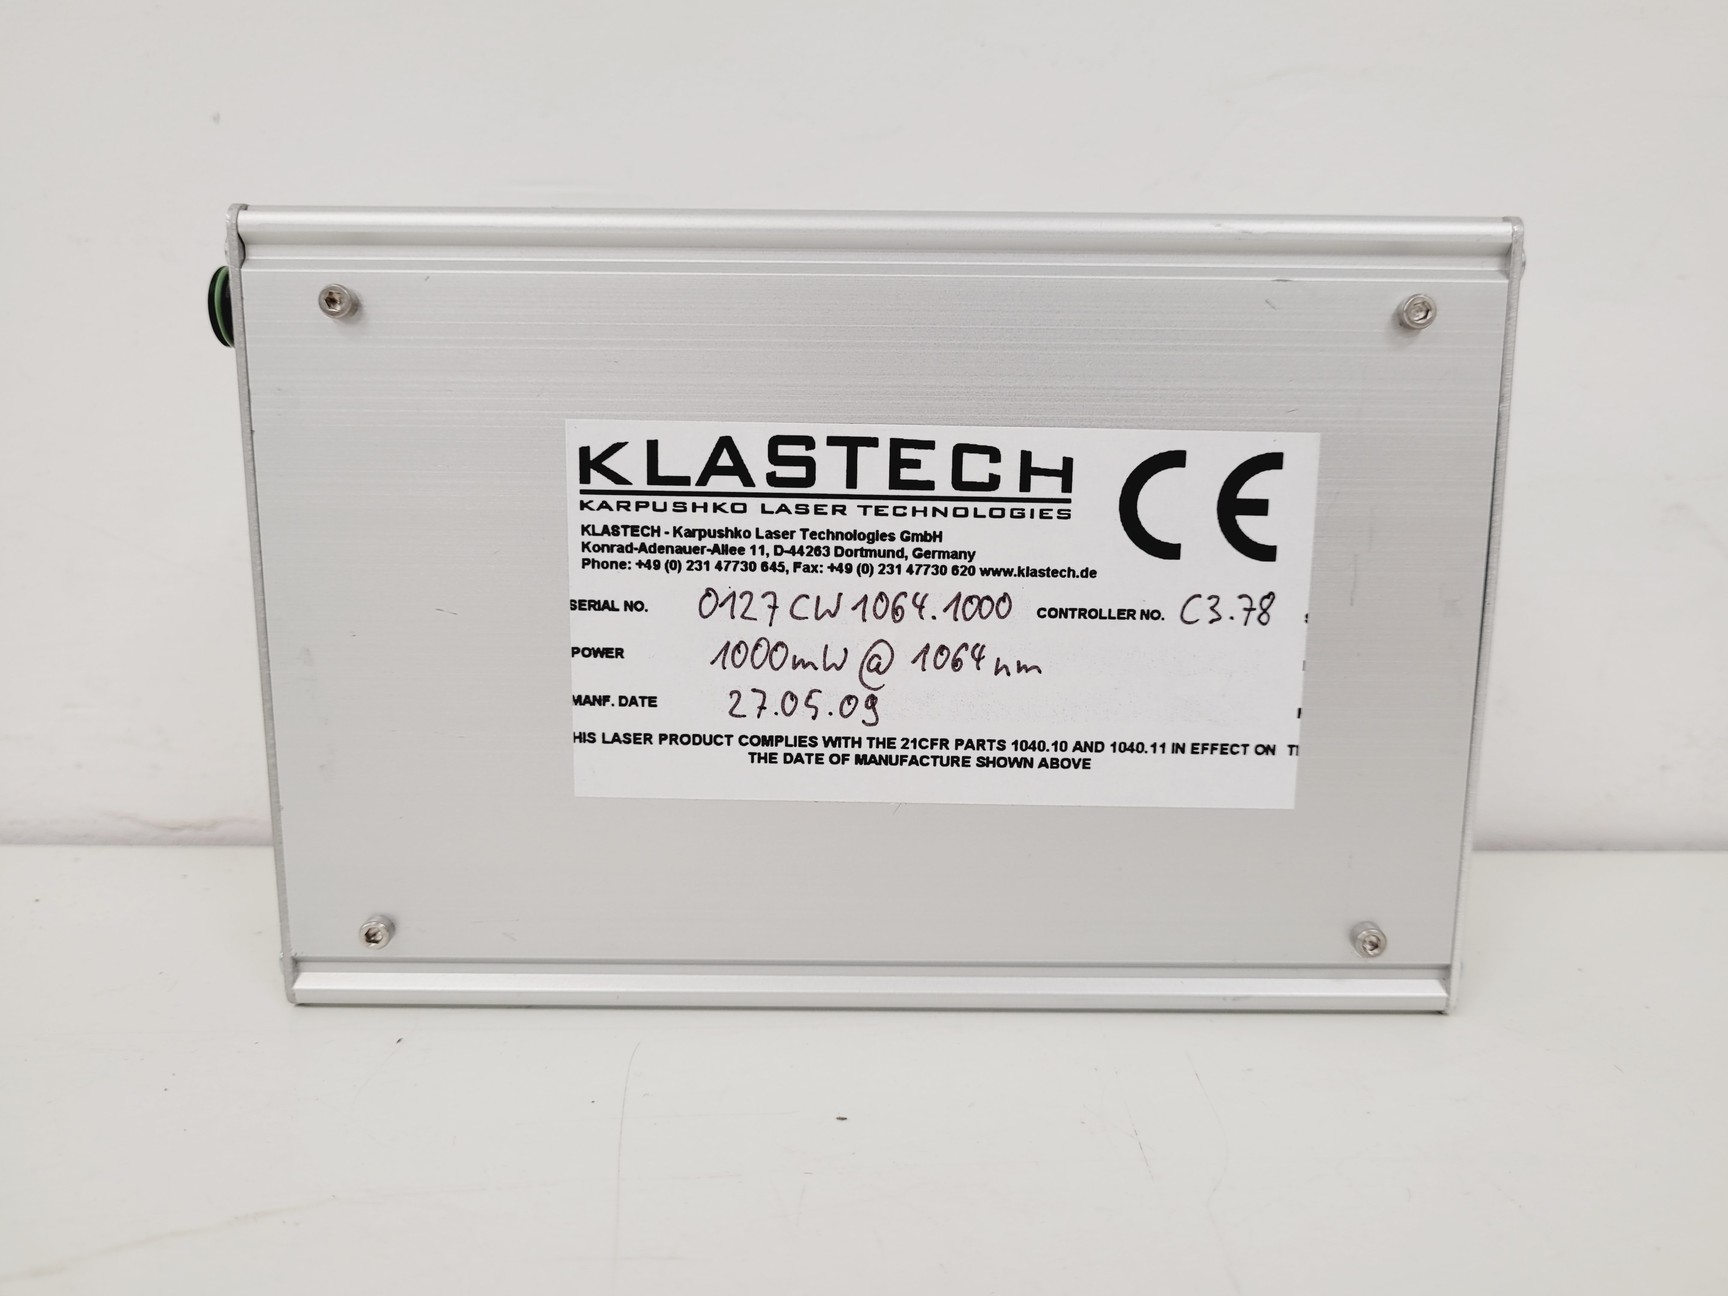 KLASTECH CE
KARPUSHKO LASER TECHNOLOGIES
KLASTECH - Karpushko Laser Technologies GmbH
Konrad-Adenauer-Allee 11, D-44263 Dortmund, Germany
Phone: +49 (0) 231 47730 645, Fax: +49 (0) 231 47730 620 www.klastech.de
SERIAL NO. 0127CW1064.1000 CONTROLLER NO. C3.78
POWER 1000mW @ 1064nm
MANF. DATE 27.05.09
HIS LASER PRODUCT COMPLIES WITH THE 21CFR PARTS 1040.10 AND 1040.11 IN EFFECT ON
THE DATE OF MANUFACTURE SHOWN ABOVE